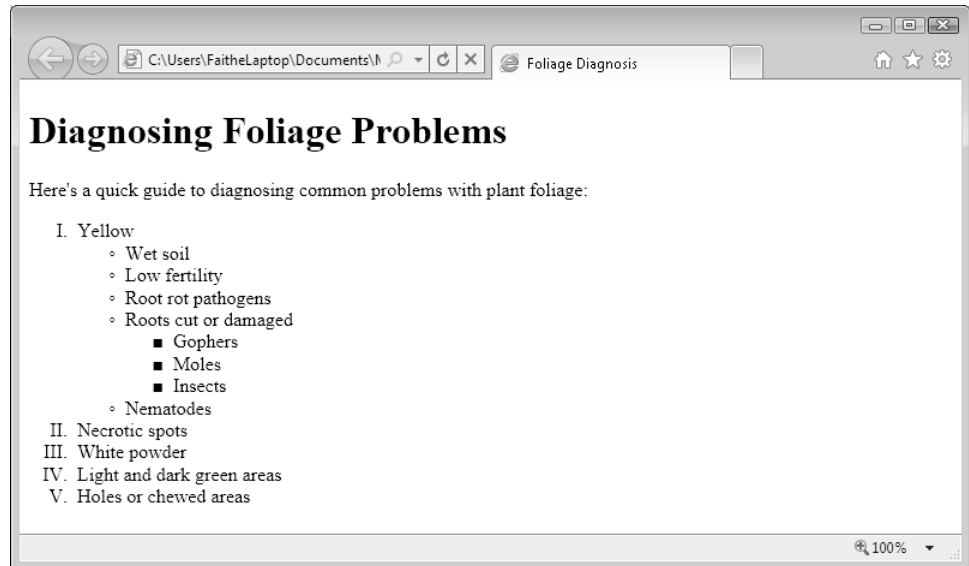 C:\Users\FaitheLaptop\Documents\
Foliage Diagnosis
Diagnosing Foliage Problems
Here's a quick guide to diagnosing common problems with plant foliage:
I. Yellow
◦ Wet soil
◦ Low fertility
◦ Root rot pathogens
◦ Roots cut or damaged
■ Gophers
■ Moles
■ Insects
◦ Nematodes
II. Necrotic spots
III. White powder
IV. Light and dark green areas
V. Holes or chewed areas
100%